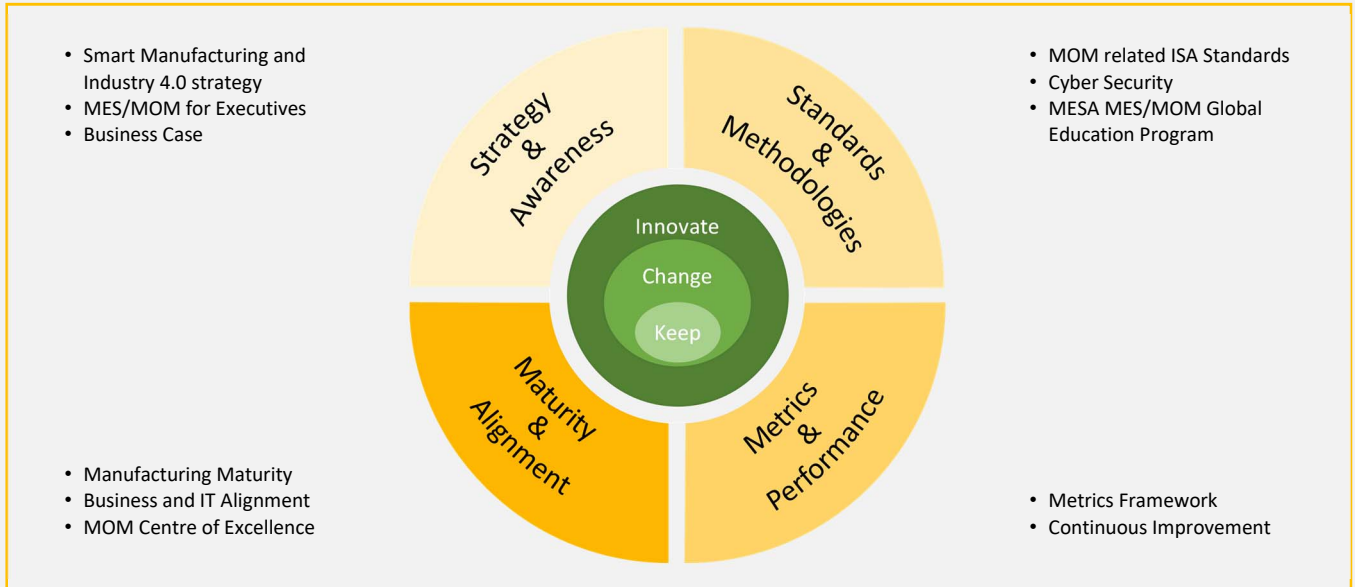 • Smart Manufacturing and
Industry 4.0 strategy
• MES/MOM for Executives
• Business Case
• MOM related ISA Standards
• Cyber Security
• MESA MES/MOM Global
Education Program
Strategy
&
Awareness
Standards
&
Methodologies
Innovate
Change
Keep
Maturity
&
Alignment
Metrics
&
Performance
• Manufacturing Maturity
• Business and IT Alignment
• MOM Centre of Excellence
• Metrics Framework
• Continuous Improvement